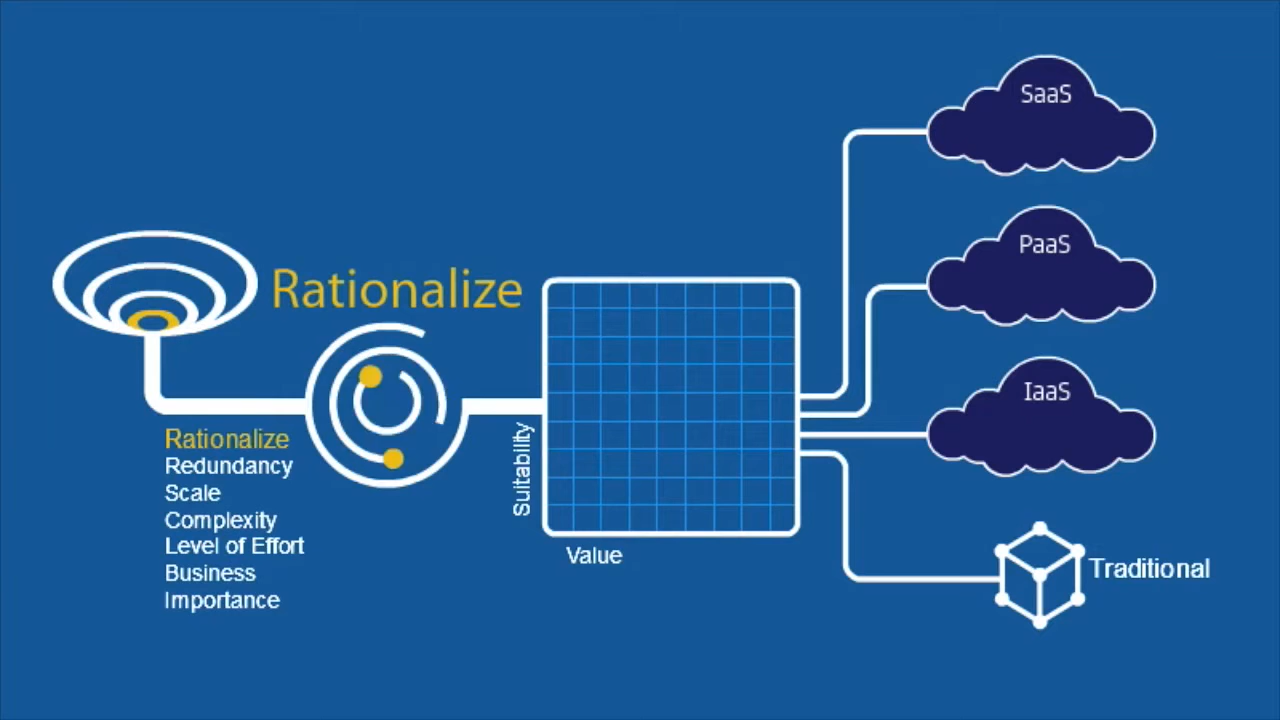 Rationalize
Rationalize
Redundancy
Scale
Complexity
Level of Effort
Business
Importance
Suitability
Value
SaaS
PaaS
IaaS
Traditional